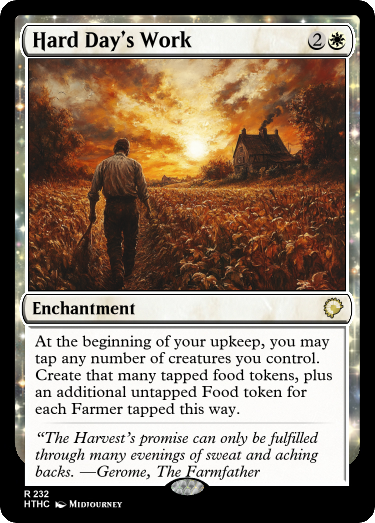 Hard Day's Work 2
Enchantment
At the beginning of your upkeep, you may
tap any number of creatures you control.
Create that many tapped food tokens, plus
an additional untapped Food token for
each Farmer tapped this way.
“The Harvest's promise can only be fulfilled
through many evenings of sweat and aching
backs. —Gerome, The Farmfather
R 232
HTHC Midjourney